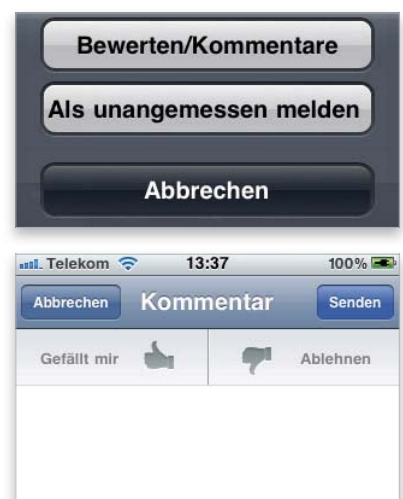 Bewerten/Kommentare
Als unangemessen melden
Abbrechen
Telekom 13:37 100%
Abbrechen Kommentar Senden
Gefällt mir Ablehnen